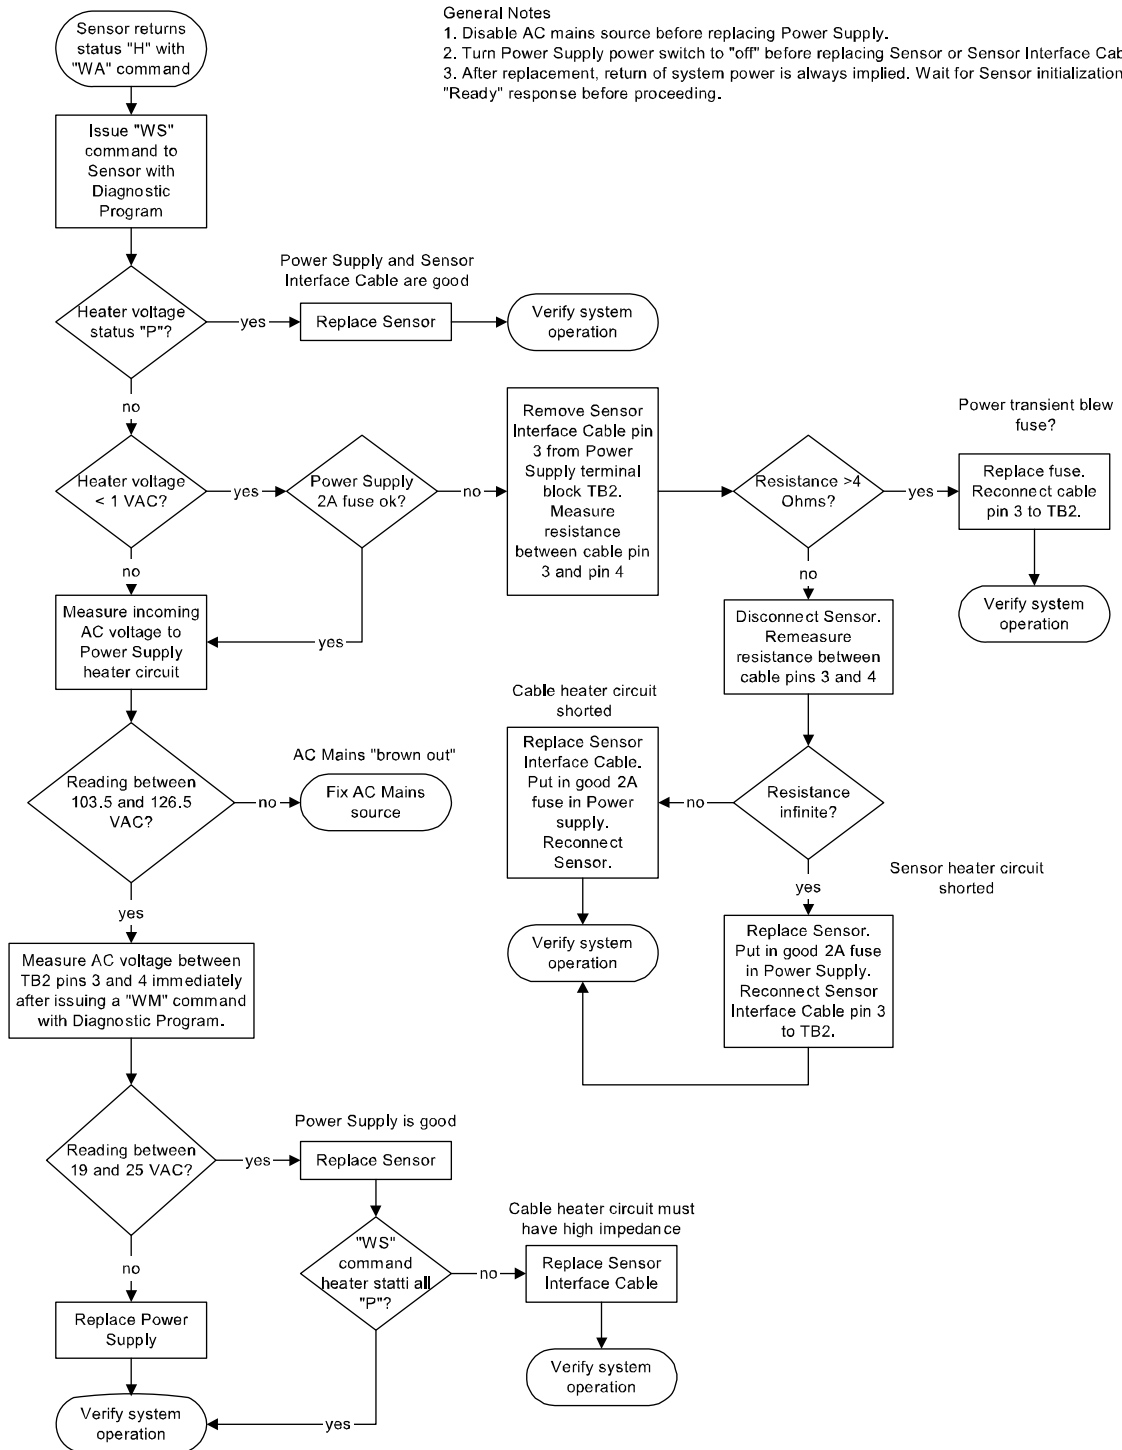 General Notes
1. Disable AC mains source before replacing Power Supply.
2. Turn Power Supply power switch to "off" before replacing Sensor or Sensor Interface Cab
3. After replacement, return of system power is always implied. Wait for Sensor initialization
"Ready" response before proceeding.
Sensor returns
status "H" with
"WA" command
Issue "WS"
command to
Sensor with
Diagnostic
Program
Heater voltage
status "P"?
yes
Power Supply and Sensor
Interface Cable are good
Replace Sensor
Verify system
operation
no
Heater voltage
< 1 VAC?
yes
Power Supply
2A fuse ok?
no
Remove Sensor
Interface Cable pin
3 from Power
Supply terminal
block TB2.
Measure
resistance
between cable pin
3 and pin 4
Resistance >4
Ohms?
yes
Power transient blew
fuse?
Replace fuse.
Reconnect cable
pin 3 to TB2.
Verify system
operation
no
yes
no
Measure incoming
AC voltage to
Power Supply
heater circuit
Disconnect Sensor.
Remeasure
resistance between
cable pins 3 and 4
Resistance
infinite?
no
Cable heater circuit
shorted
Replace Sensor
Interface Cable.
Put in good 2A
fuse in Power
supply.
Reconnect
Sensor.
Verify system
operation
yes
Sensor heater circuit
shorted
Replace Sensor.
Put in good 2A fuse
in Power Supply.
Reconnect Sensor
Interface Cable pin 3
to TB2.
Reading between
103.5 and 126.5
VAC?
no
AC Mains "brown out"
Fix AC Mains
source
yes
Measure AC voltage between
TB2 pins 3 and 4 immediately
after issuing a "WM" command
with Diagnostic Program.
Reading between
19 and 25 VAC?
yes
Power Supply is good
Replace Sensor
"WS"
command
heater statti all
"P"?
no
Cable heater circuit must
have high impedance
Replace Sensor
Interface Cable
Verify system
operation
no
Replace Power
Supply
yes
Verify system
operation